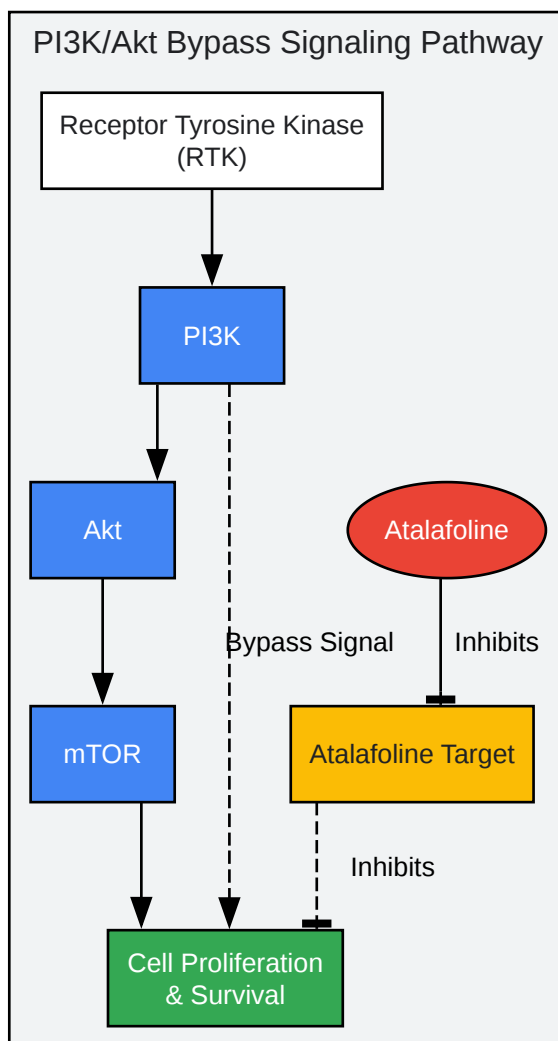 PI3K/Akt Bypass Signaling Pathway
Receptor Tyrosine Kinase
(RTK)
PI3K
Akt
Atalafoline
Bypass Signal
Inhibits
mTOR
Atalafoline Target
Inhibits
Cell Proliferation
& Survival